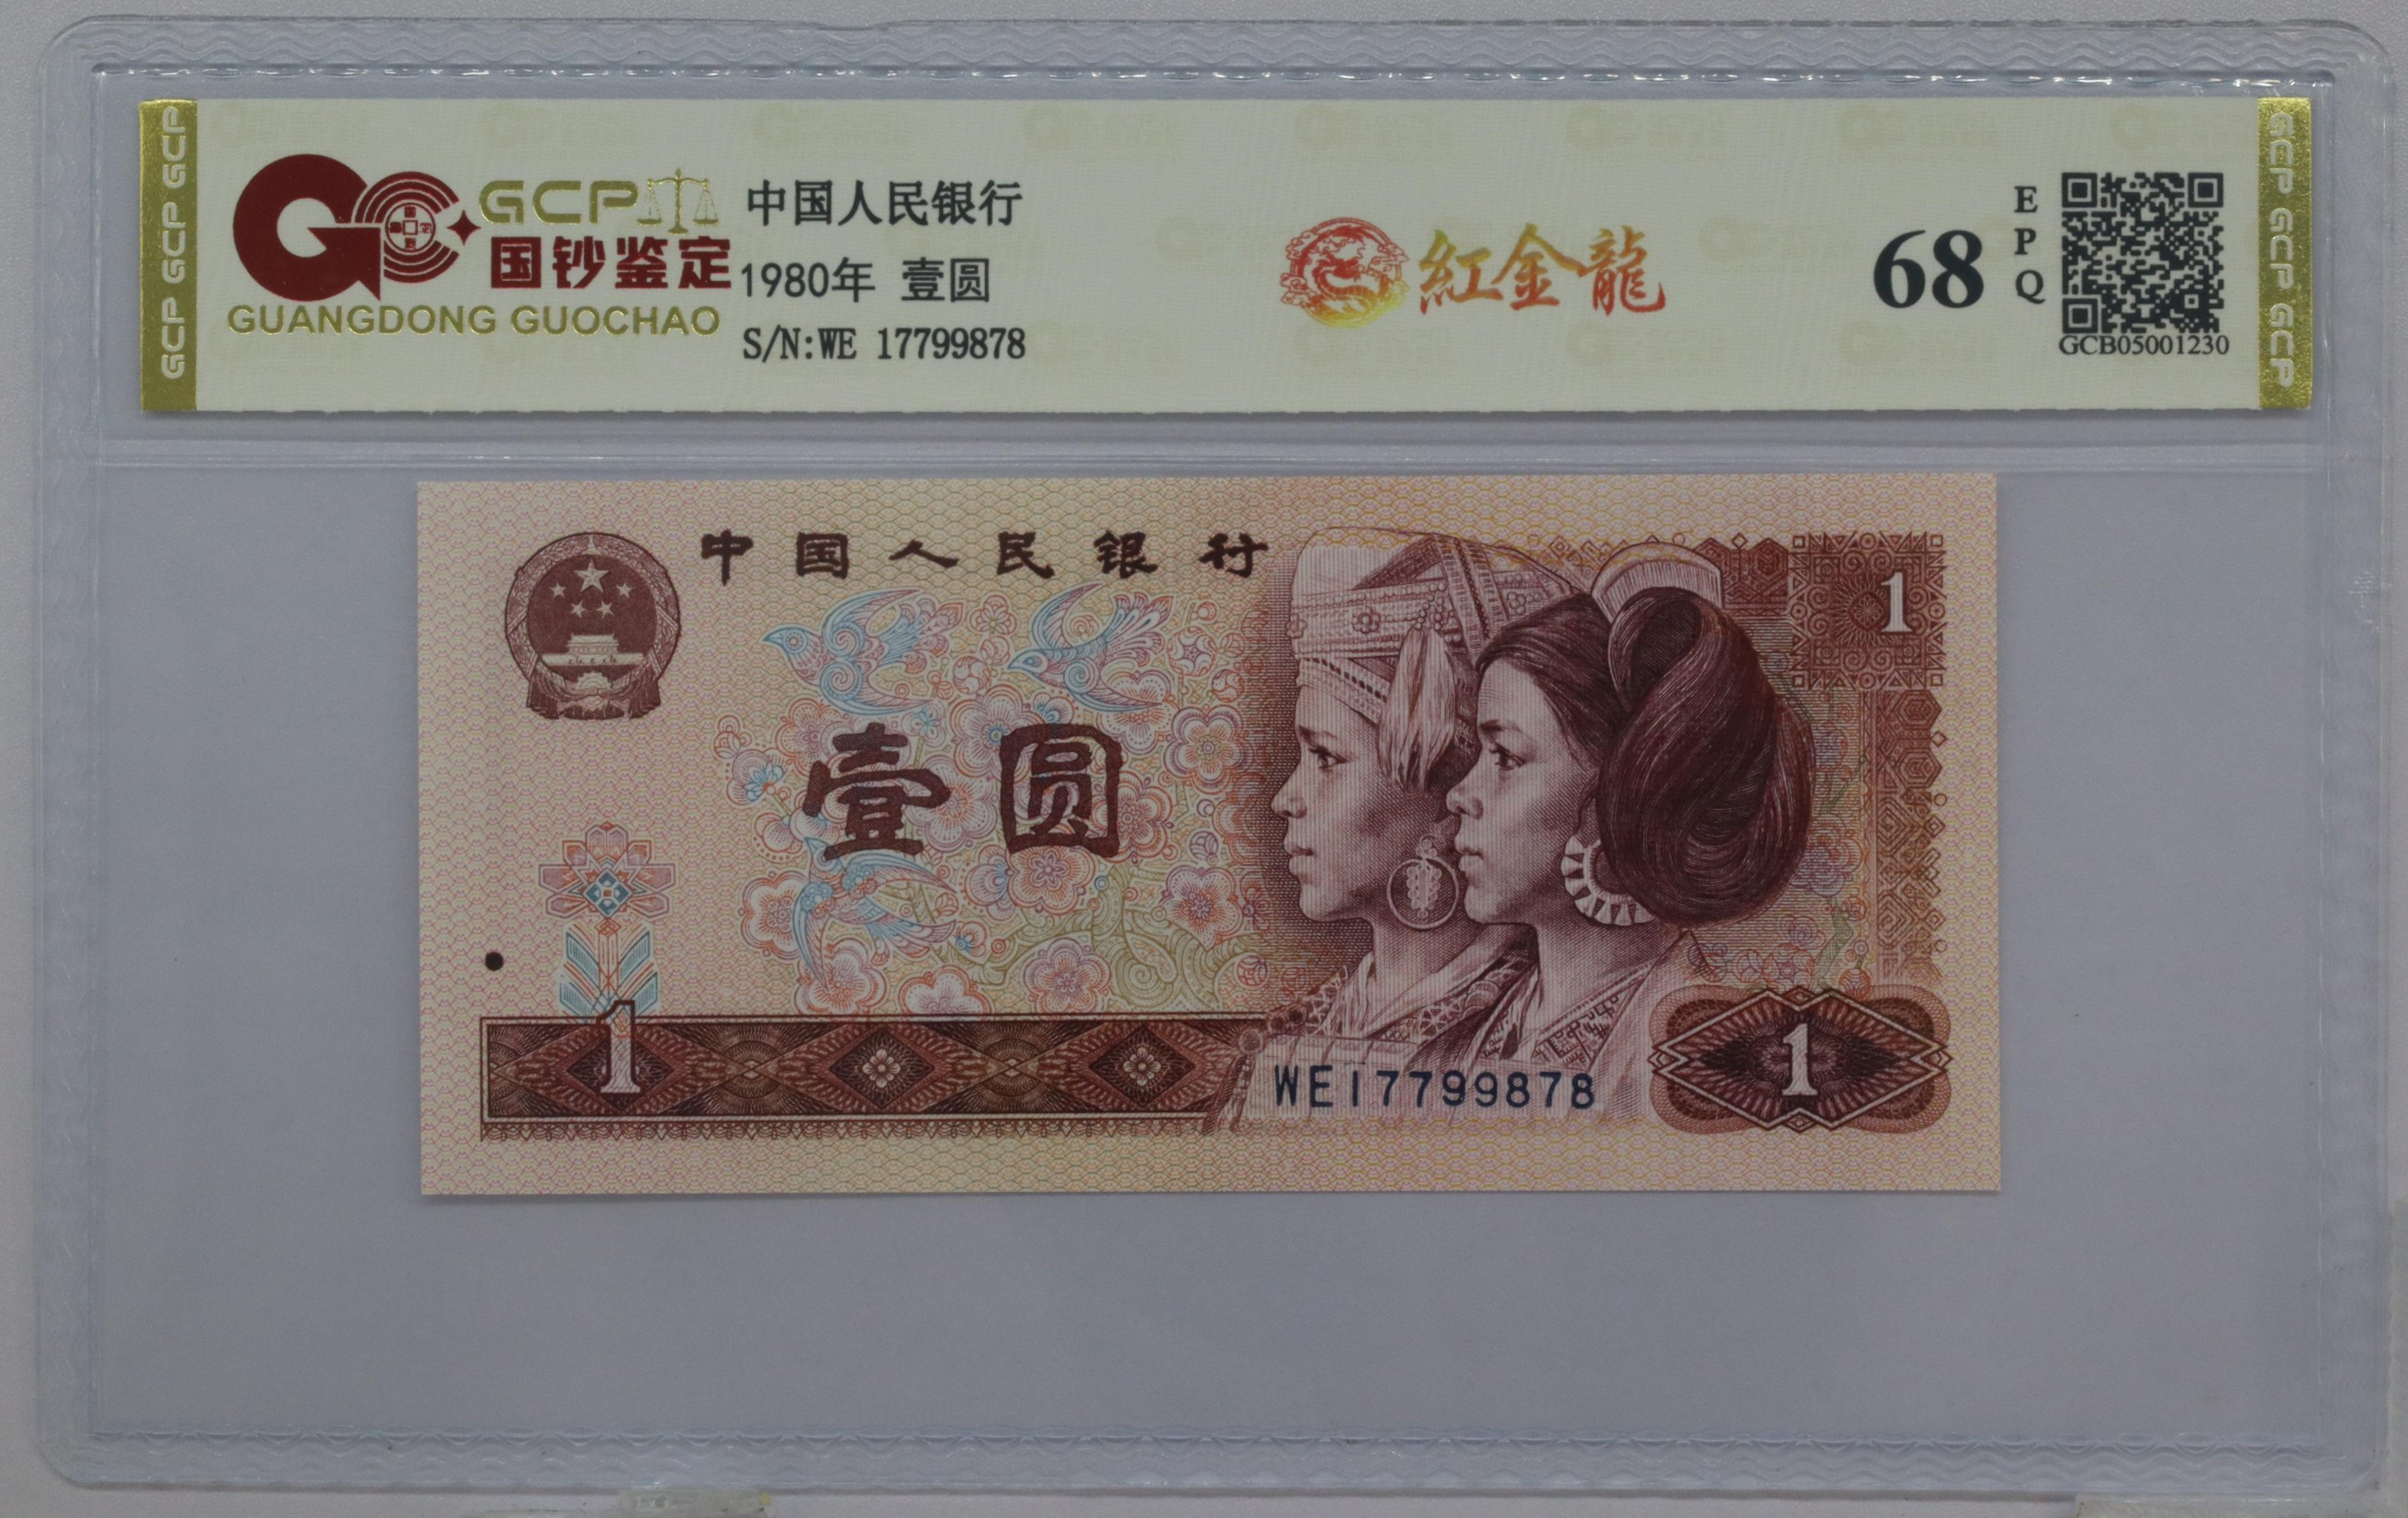 GCP GCP GCP
GCP
国钞鉴定
GUANGDONG GUOCHAO
中国人民银行
1980年 壹圆
S/N:WE 17799878
紅金龍
68
EPQ
GCB05001230
GCP GCP GCP
中国人民银行
1
壹圆
1
WE17799878
1